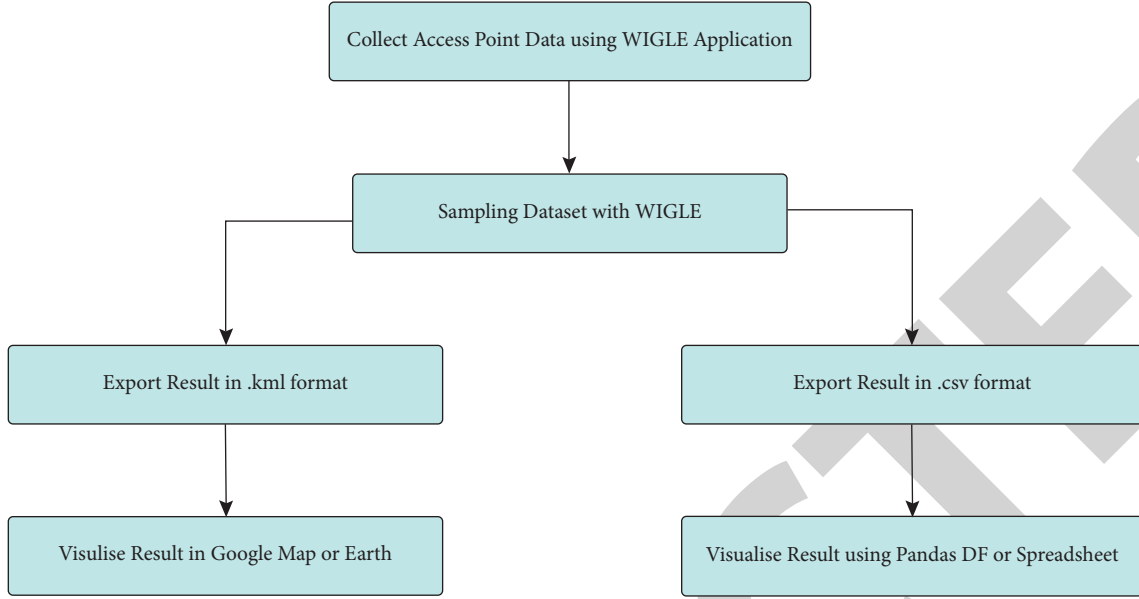 Collect Access Point Data using WIGLE Application
Sampling Dataset with WIGLE
Export Result in .kml format
Export Result in .csv format
Visulise Result in Google Map or Earth
Visualise Result using Pandas DF or Spreadsheet